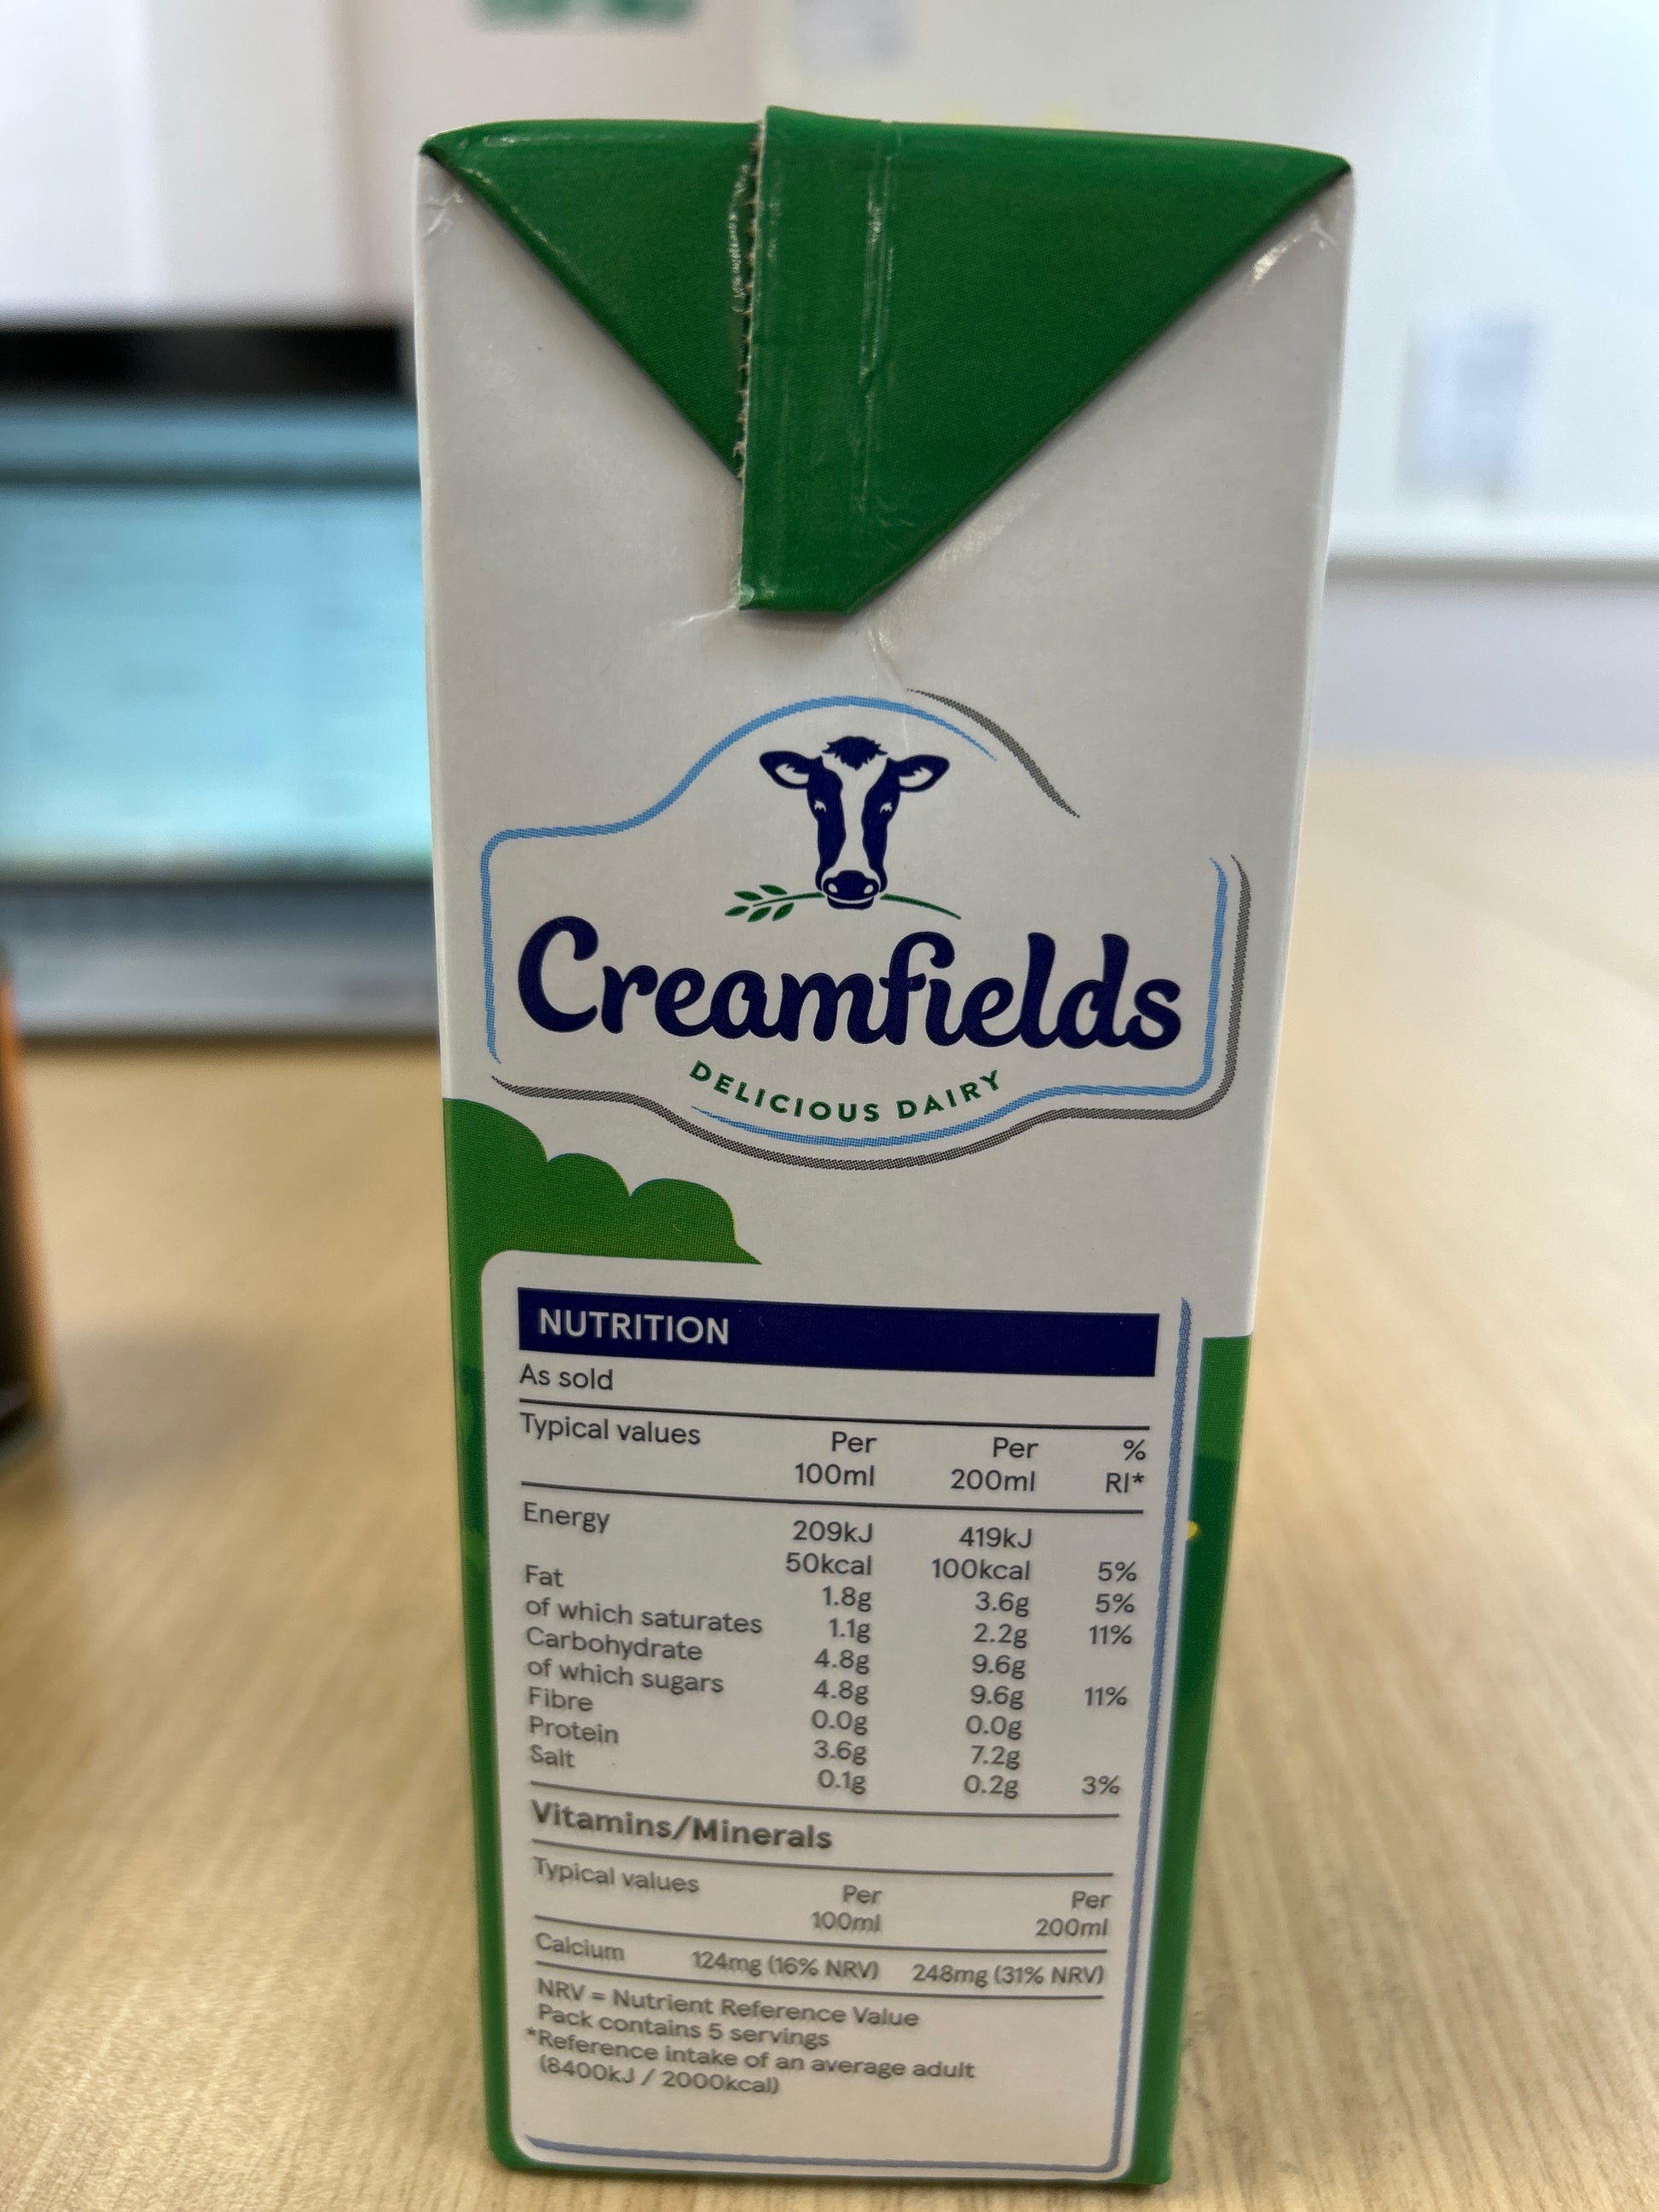 Creamfields
DELICIOUS DAIRY
NUTRITION
As sold
Typical values Per 100ml Per 200ml % RI*
Energy 209kJ 419kJ
50kcal 100kcal 5%
Fat 1.8g 3.6g 5%
of which saturates 1.1g 2.2g 11%
Carbohydrate 4.8g 9.6g
of which sugars 4.8g 9.6g 11%
Fibre 0.0g 0.0g
Protein 3.6g 7.2g
Salt 0.1g 0.2g 3%
Vitamins/Minerals
Typical values Per 100ml Per 200ml
Calcium 124mg (16% NRV) 248mg (31% NRV)
NRV = Nutrient Reference Value
Pack contains 5 servings
*Reference intake of an average adult
(8400kJ / 2000kcal)